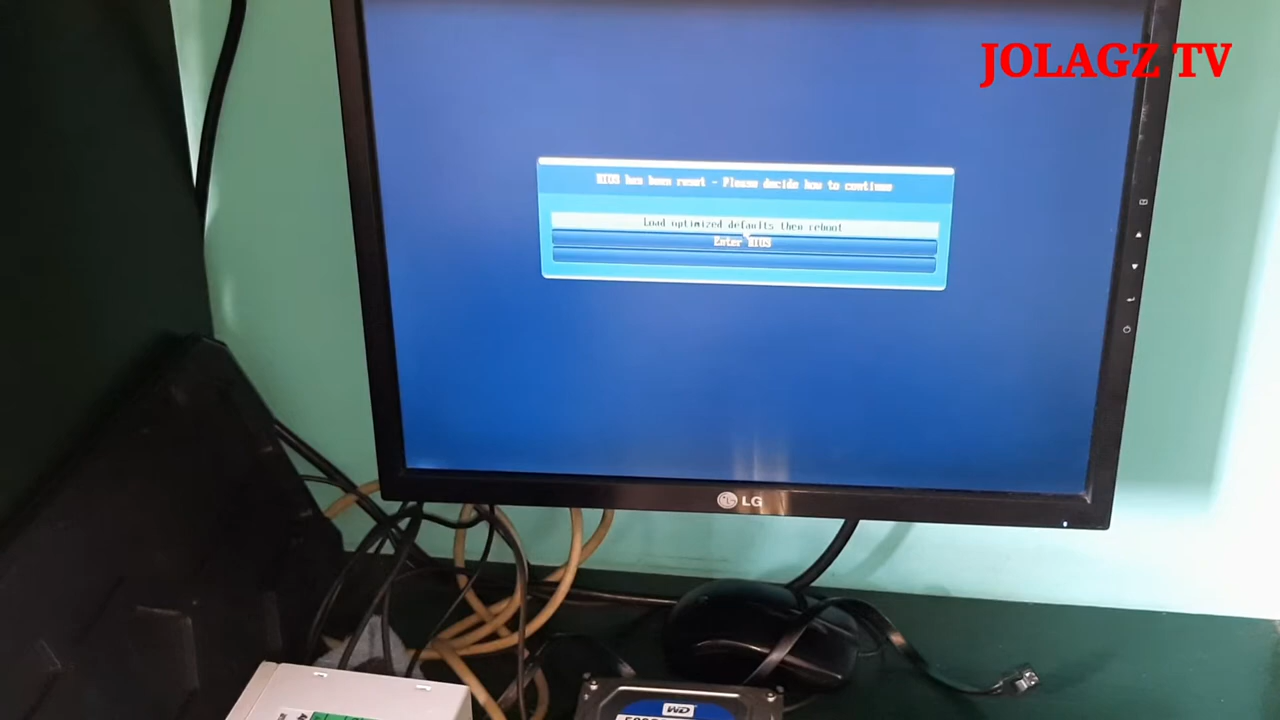 JOLAGZ TV
BIOS has been reset - Please decide how to continue
Load optimized defaults then reboot
Enter BIOS
LG
WD